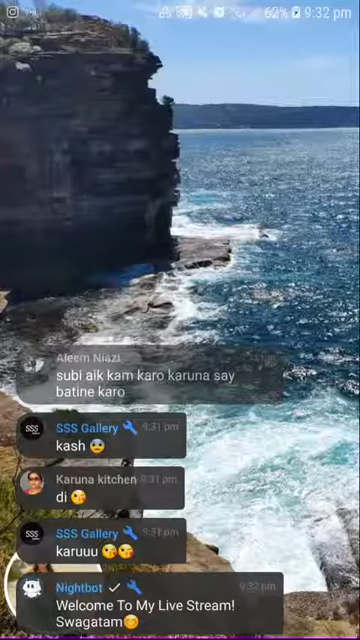 62% 9:32 pm
Aleem Niazi
subi aik kam karo karuna say
batine karo
SSS Gallery 9:31 pm
kash 😰
Karuna kitchen 9:31 pm
di 😘
SSS Gallery 9:31 pm
karuuu 😘😘
Nightbot 9:32 pm
Welcome To My Live Stream!
Swagatam😊